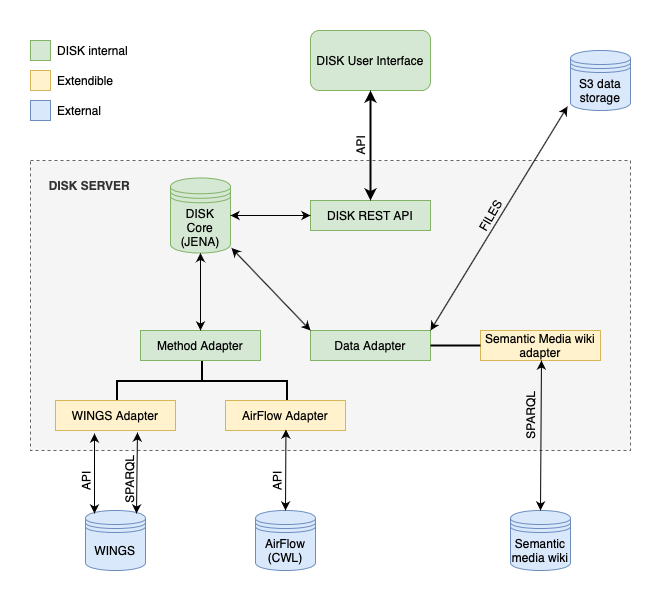 DISK internal
Extendible
External
DISK User Interface
S3 data
storage
API
DISK SERVER
DISK
Core
(JENA)
DISK REST API
FILES
Method Adapter
Data Adapter
Semantic Media wiki
adapter
WINGS Adapter
AirFlow Adapter
SPARQL
API
SPARQL
API
WINGS
AirFlow
(CWL)
Semantic
media wiki